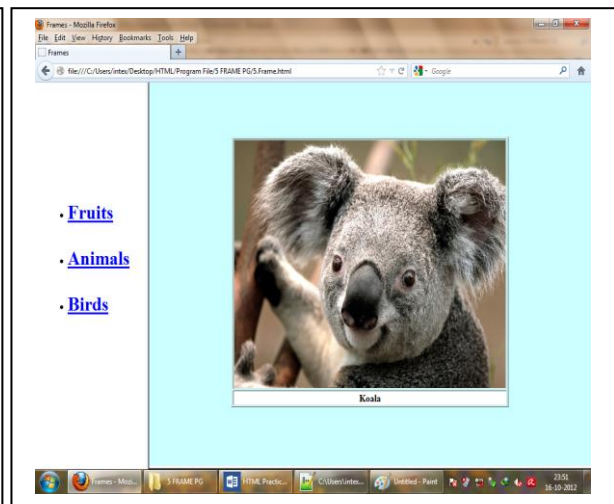 Frames - Mozilla Firefox
File Edit View History Bookmarks Tools Help
Frames
file:///C:/Users/intex/Desktop/HTML/Program File/5 FRAME PG/5.Frame.html
Google
Fruits
Animals
Birds
Koala
Frames - Mozi...
5 FRAME PG
HTML Practic...
C:\Users\intex...
Untitled - Paint
23:51
16-10-2012